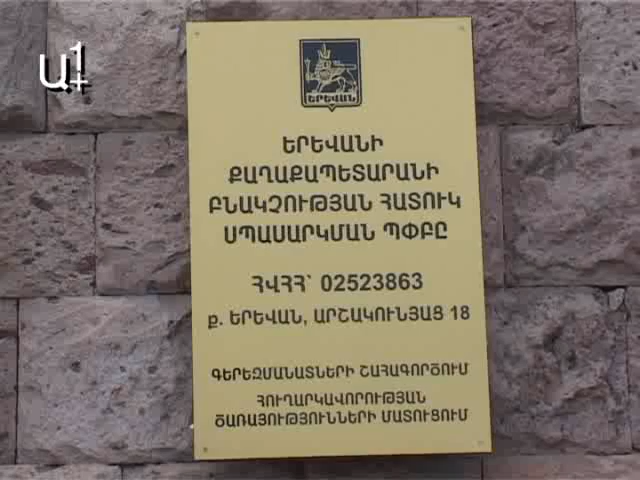 Ա1+
ԵՐԵՎԱՆ
ԵՐԵՎԱՆԻ
ՔԱՂԱՔԱՊԵՏԱՐԱՆԻ
ԲՆԱԿՉՈՒԹՅԱՆ ՀԱՏՈՒԿ
ՍՊԱՍԱՐԿՄԱՆ ՊՓԲԸ
ՀՎՀՀ՝ 02523863
ք. ԵՐԵՎԱՆ, ԱՐՇԱԿՈՒՆՅԱՑ 18
ԳԵՐԵԶՄԱՆԱՏՆԵՐԻ ՇԱՀԱԳՈՐԾՈՒՄ
ՀՈՒՂԱՐԿԱՎՈՐՈՒԹՅԱՆ
ԾԱՌԱՅՈՒԹՅՈՒՆՆԵՐԻ ՄԱՏՈՒՑՈՒՄ